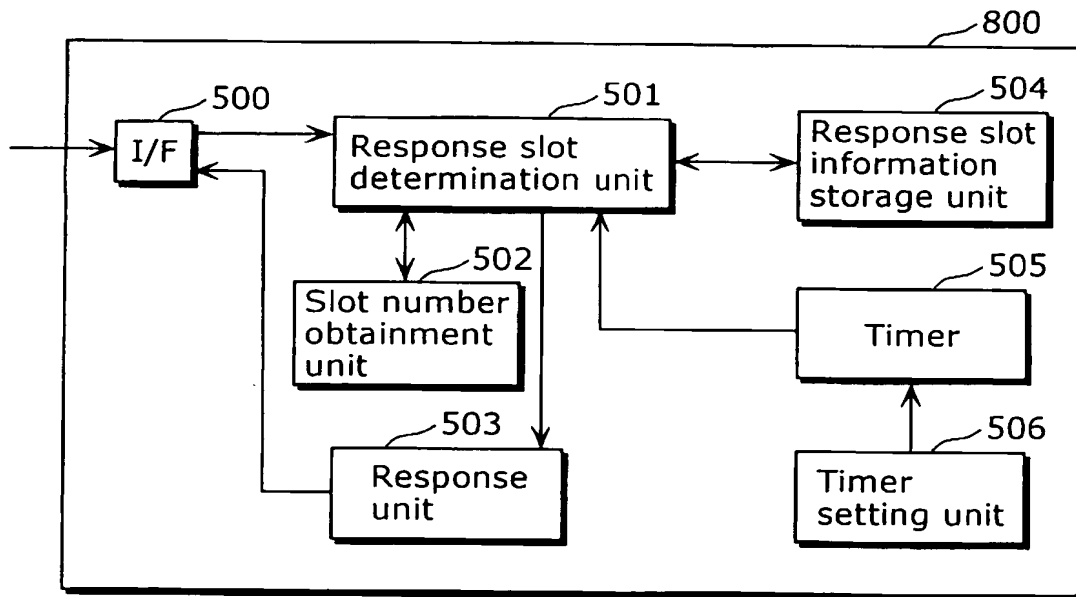 800
500
I/F
501
Response slot
determination unit
504
Response slot
information
storage unit
502
Slot number
obtainment
unit
505
Timer
503
Response
unit
506
Timer
setting unit